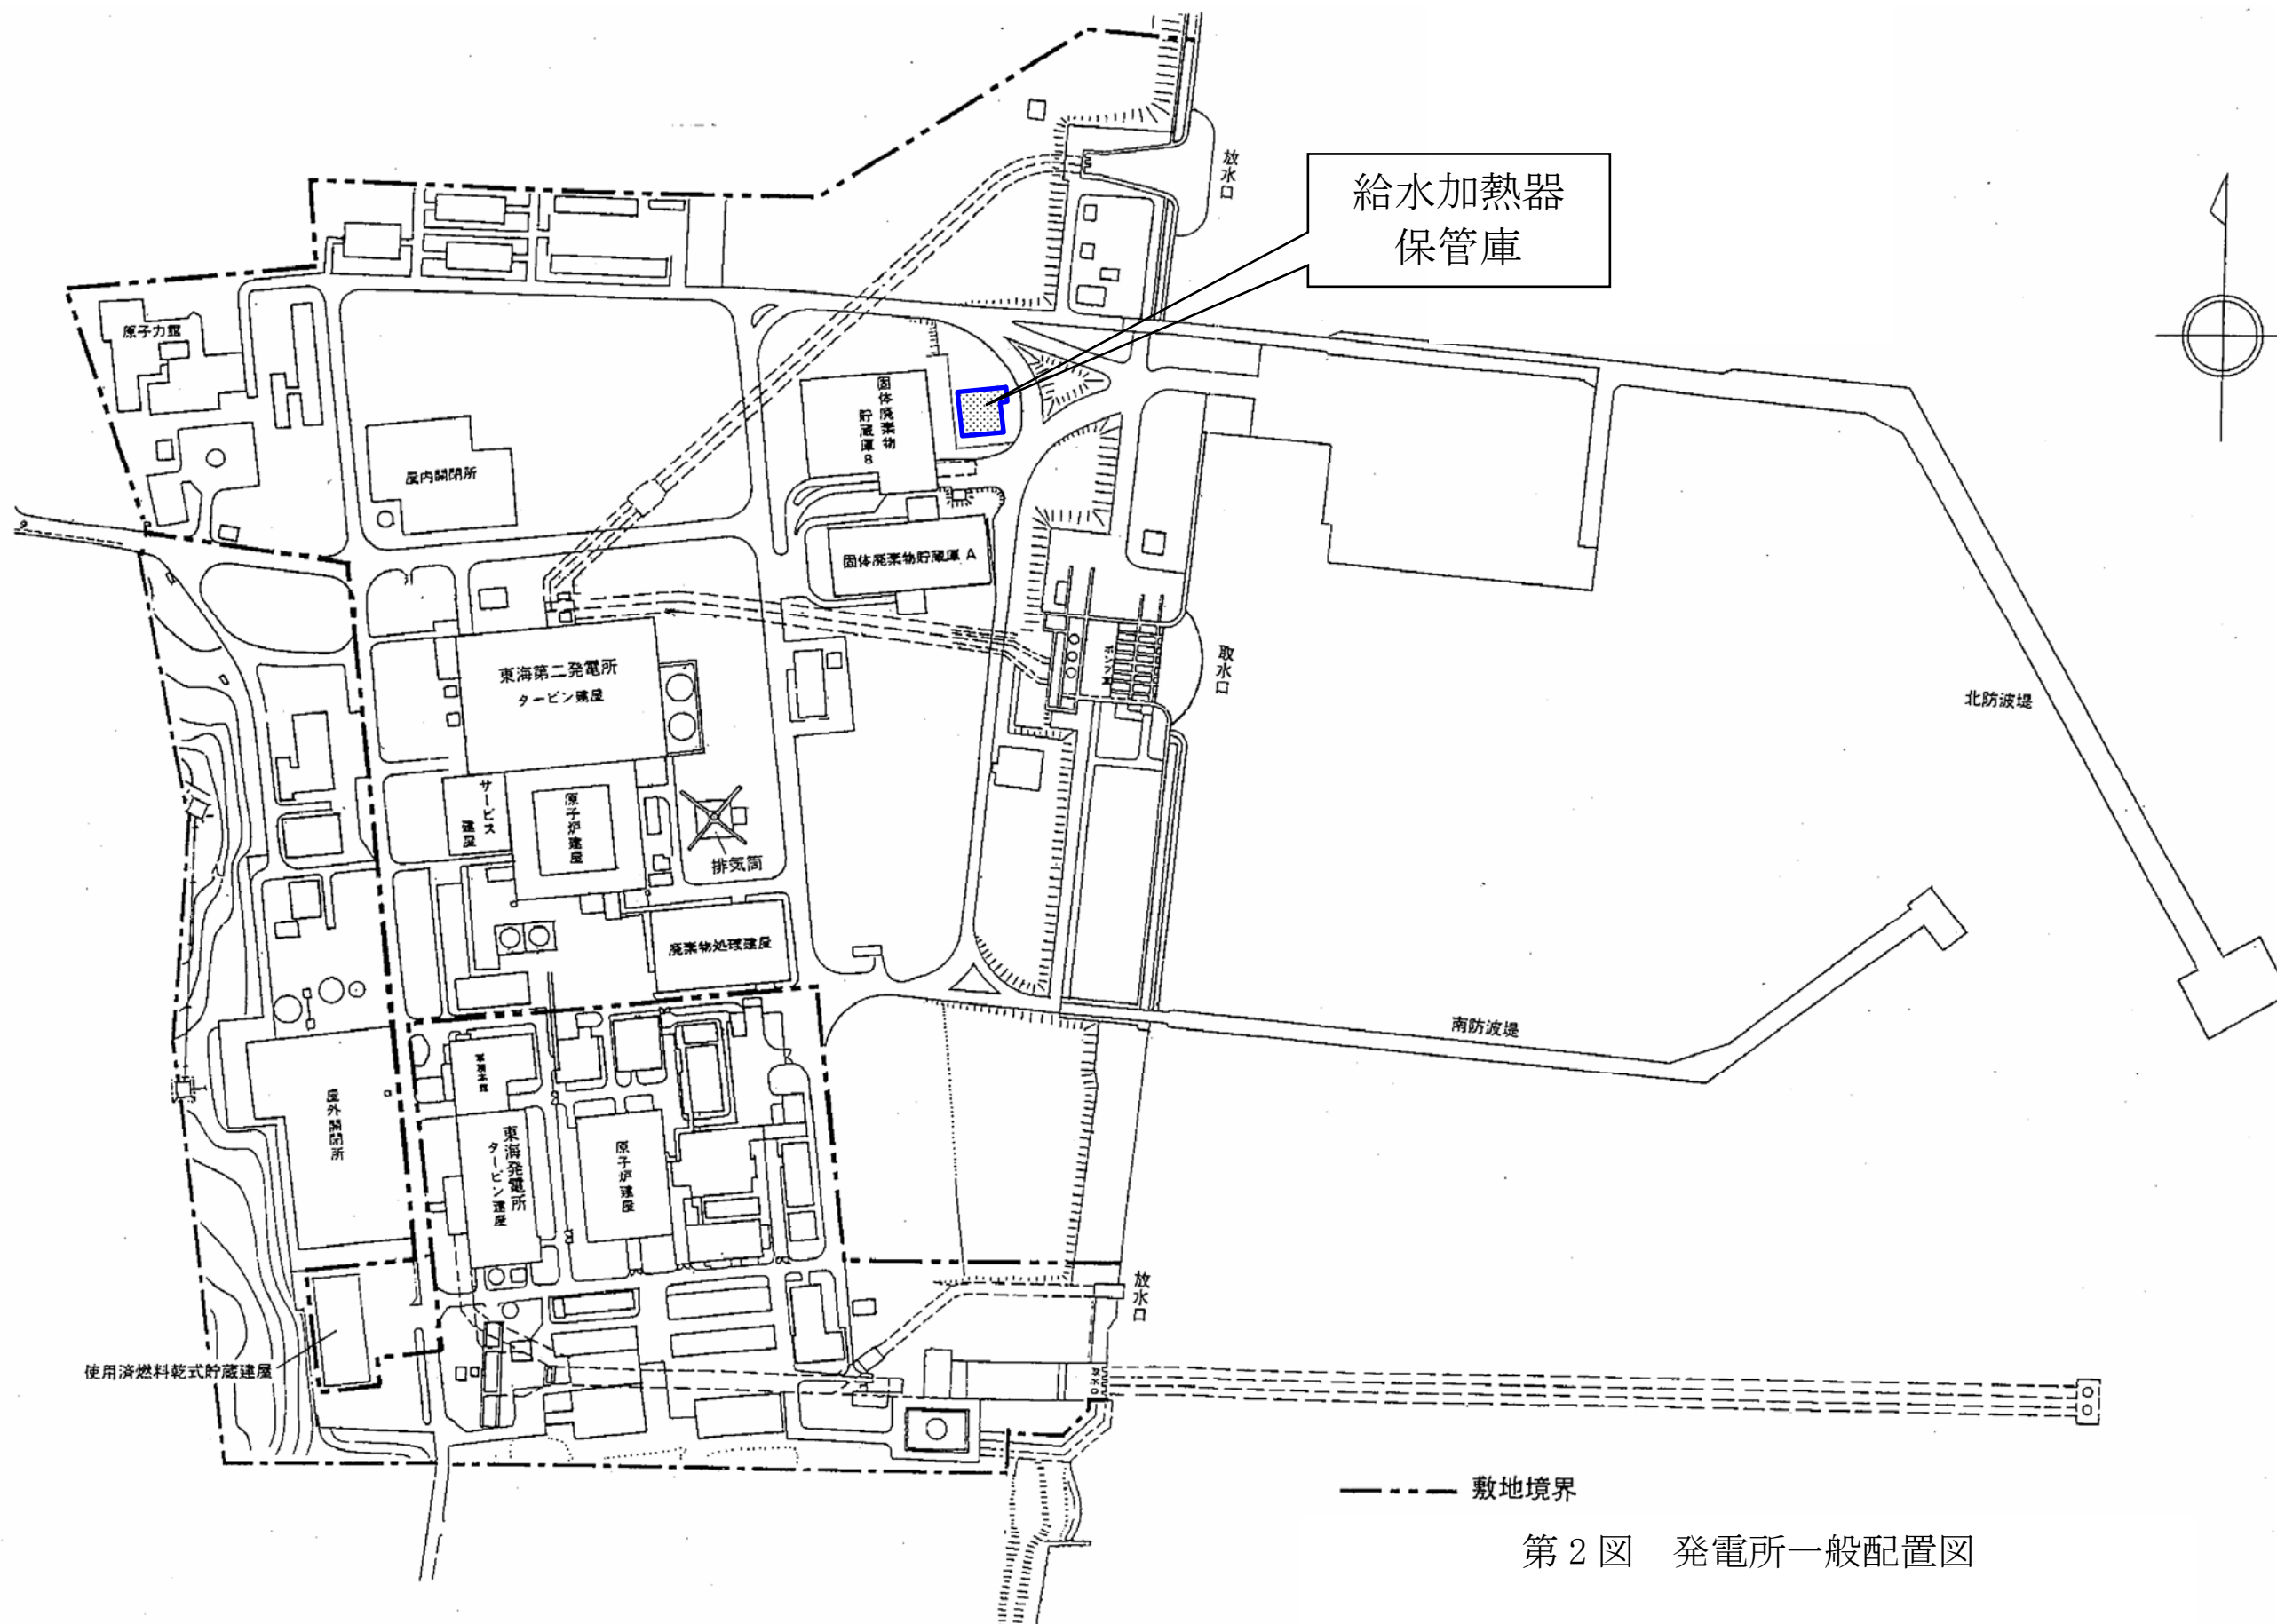 放水口
給水加熱器
保管庫
原子力館
固体廃棄物
貯蔵庫B
屋内開閉所
固体廃棄物貯蔵庫 A
東海第二発電所
タービン建屋
取水口
ポンプ室
北防波堤
サービス
建屋
原子炉建屋
排気筒
廃棄物処理建屋
南防波堤
屋外開閉所
東海発電所
タービン建屋
原子炉建屋
放水口
使用済燃料乾式貯蔵建屋
敷地境界
第2図 発電所一般配置図